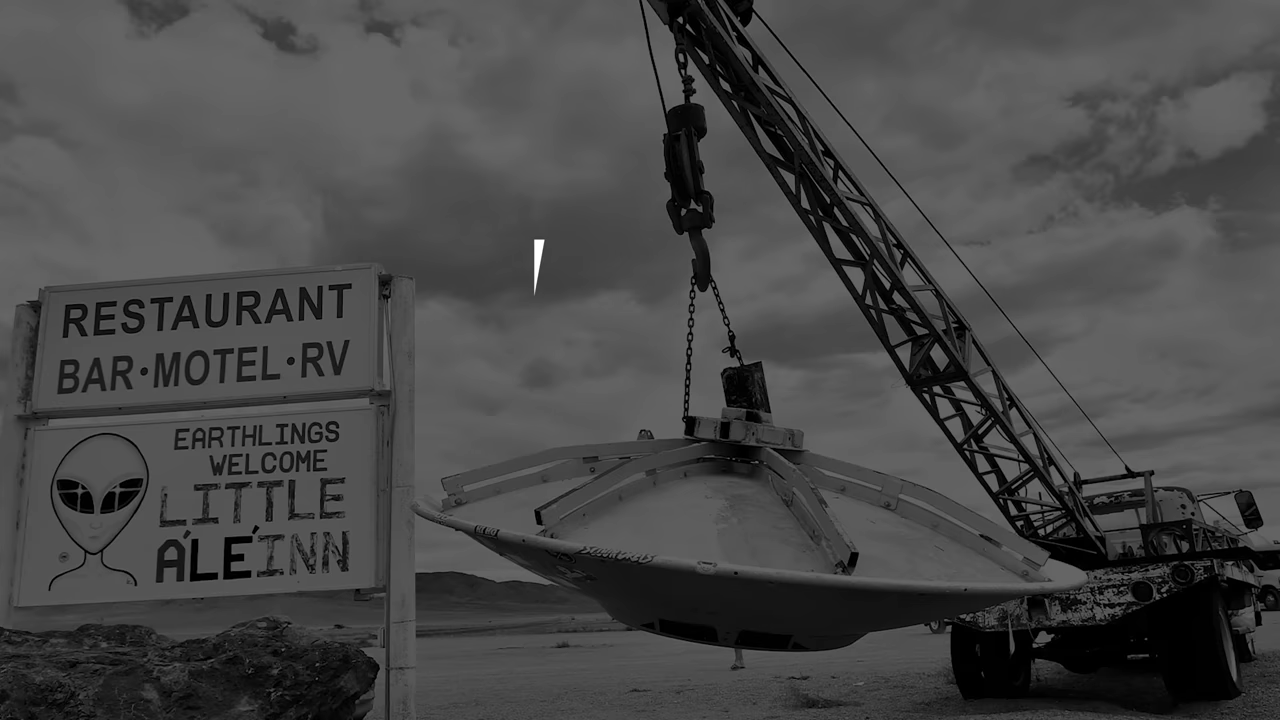 RESTAURANT
BAR·MOTEL·RV
EARTHLINGS
WELCOME
LITTLE
A'LE'INN